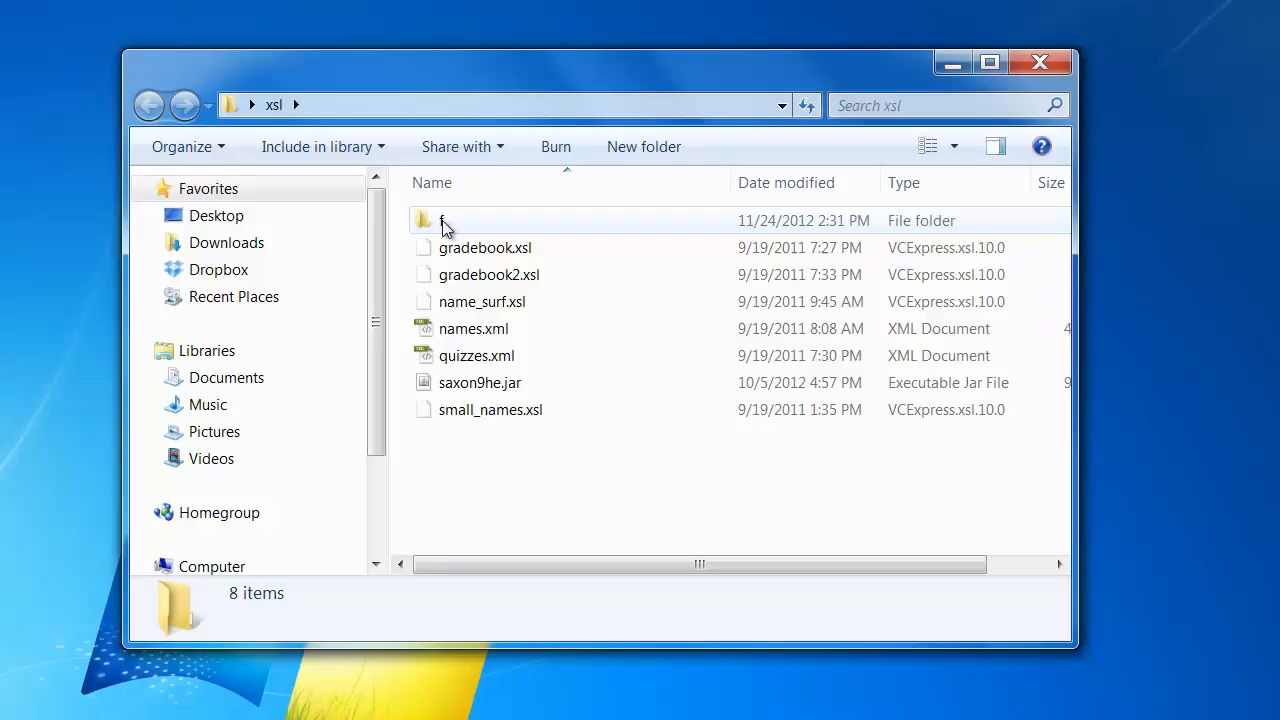 xsl
Search xsl
Organize Include in library Share with Burn New folder
Name Date modified Type Size
f 11/24/2012 2:31 PM File folder
gradebook.xsl 9/19/2011 7:27 PM VCExpress.xsl.10.0
gradebook2.xsl 9/19/2011 7:33 PM VCExpress.xsl.10.0
name_surf.xsl 9/19/2011 9:45 AM VCExpress.xsl.10.0
names.xml 9/19/2011 8:08 AM XML Document 4
quizzes.xml 9/19/2011 7:30 PM XML Document
saxon9he.jar 10/5/2012 4:57 PM Executable Jar File 9
small_names.xsl 9/19/2011 1:35 PM VCExpress.xsl.10.0
Favorites
Desktop
Downloads
Dropbox
Recent Places
Libraries
Documents
Music
Pictures
Videos
Homegroup
Computer
8 items